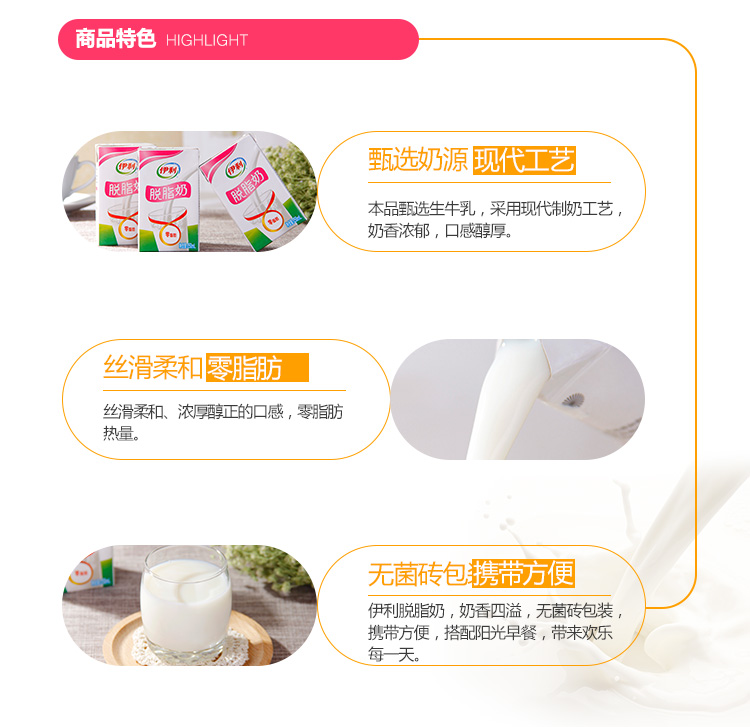 商品特色 HIGHLIGHT
伊利
脱脂奶
伊利
脱脂奶
伊利
脱脂奶
甄选奶源 现代工艺
本品甄选生牛乳，采用现代制奶工艺，
奶香浓郁，口感醇厚。
丝滑柔和 零脂肪
丝滑柔和、浓厚醇正的口感，零脂肪
热量。
无菌砖包 携带方便
伊利脱脂奶，奶香四溢，无菌砖包装，
携带方便，搭配阳光早餐，带来欢乐
每一天。